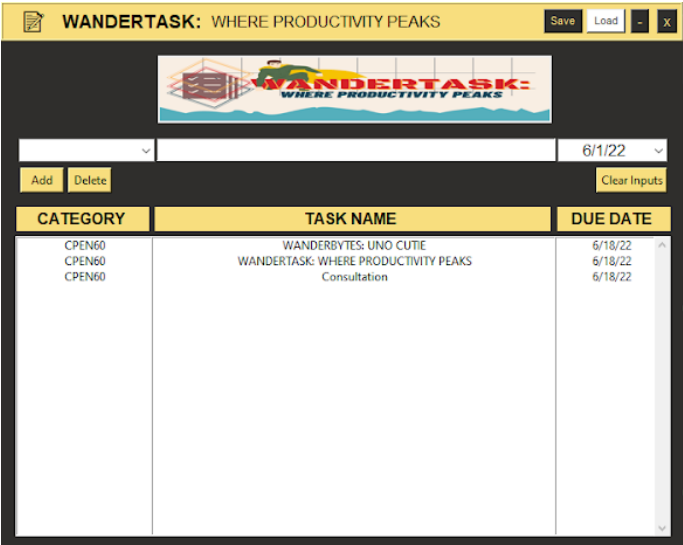 WANDERTASK: WHERE PRODUCTIVITY PEAKS Save Load - x
WANDERTASK:
WHERE PRODUCTIVITY PEAKS
6/1/22
Add Delete Clear Inputs
CATEGORY TASK NAME DUE DATE
CPEN60 WANDERBYTES: UNO CUTIE 6/18/22
CPEN60 WANDERTASK: WHERE PRODUCTIVITY PEAKS 6/18/22
CPEN60 Consultation 6/18/22